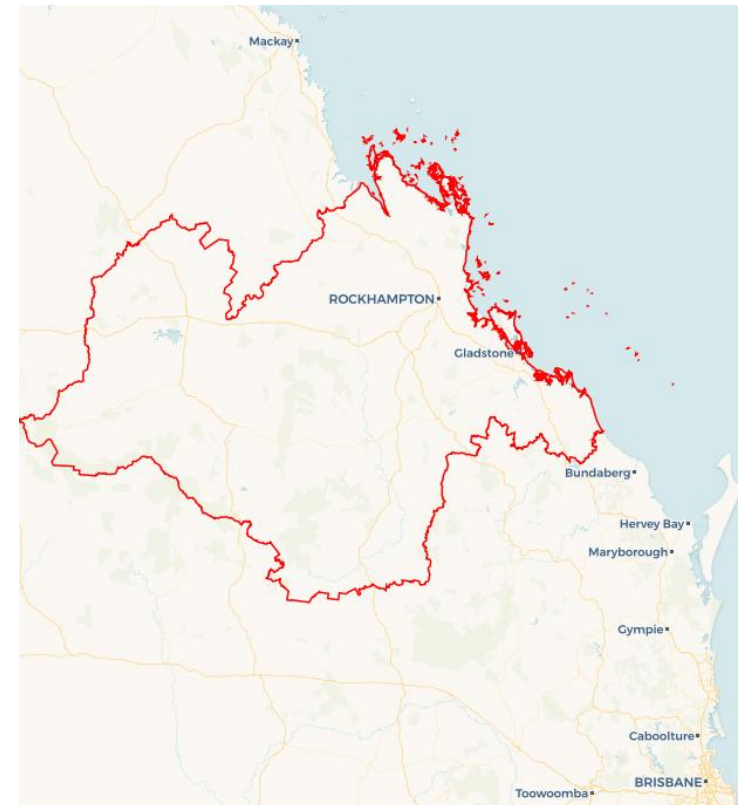 Mackay
ROCKHAMPTON
Gladstone
Bundaberg
Hervey Bay
Maryborough
Gympie
Caboolture
BRISBANE
Toowoomba